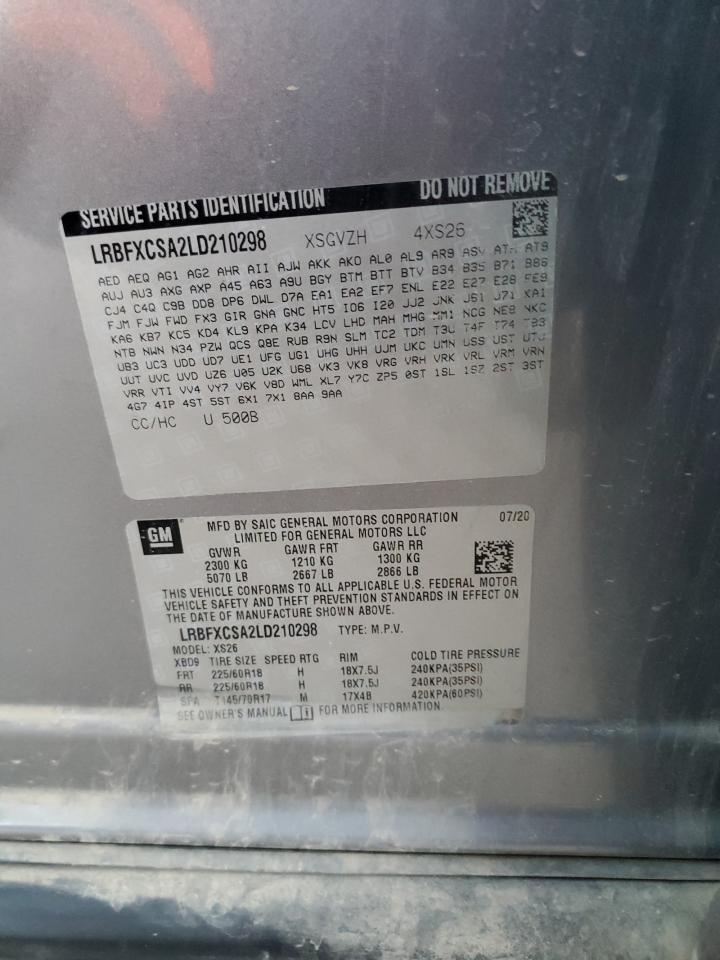 SERVICE PARTS IDENTIFICATION DO NOT REMOVE
LRBFXCSA2LD210298 XSGVZH 4XS26
AED AEQ AG1 AG2 AHR AII AJW AKK AKO AL0 AL9 AR9 ASV AT9
AUJ AU3 AXG AXP A45 A63 A9U BGY BTM BTT BTV B34 B35 B71 B86
CJ4 C4Q C9B DD8 DP6 DWL D7A EA1 EA2 EF7 ENL E22 E27 E28 FE9
FJM FJW FWD FX3 GIR GNA GNC HT5 IO6 I20 JJ2 JNK J61 J71 KA1
KA6 KB7 KC5 KD4 KL9 KPA K34 LCV LHD MAH MHG MM1 NCG NE8 NKC
NTB NWN N34 PZW QCS Q8E RUB R9N SLM TC2 TDM T3U T4F T74 TB3
UB3 UC3 UDD UD7 UE1 UFG UG1 UHG UHH UJM UKC UMN USS UST UTJ
UUT UVC UVD UZ6 U05 U2K U68 VK3 VK8 VRG VRH VRK VRL VRM VRN
VRR VTI VV4 VY7 V6K V8D WML XL7 Y7C ZP5 0ST 1SL 1SZ 2ST 3ST
4G7 4IP 4ST 5ST 6X1 7X1 8AA 9AA
CC/HC U 500B
GM MFD BY SAIC GENERAL MOTORS CORPORATION 07/20
LIMITED FOR GENERAL MOTORS LLC
GVWR GAWR FRT GAWR RR
2300 KG 1210 KG 1300 KG
5070 LB 2667 LB 2866 LB
THIS VEHICLE CONFORMS TO ALL APPLICABLE U.S. FEDERAL MOTOR
VEHICLE SAFETY AND THEFT PREVENTION STANDARDS IN EFFECT ON
THE DATE OF MANUFACTURE SHOWN ABOVE.
LRBFXCSA2LD210298 TYPE: M.P.V.
MODEL: XS26
XBD9 TIRE SIZE SPEED RTG RIM COLD TIRE PRESSURE
FRT 225/60R18 H 18X7.5J 240KPA(35PSI)
RR 225/60R18 H 18X7.5J 240KPA(35PSI)
SPA T145/70R17 M 17X4B 420KPA(60PSI)
SEE OWNER'S MANUAL FOR MORE INFORMATION.